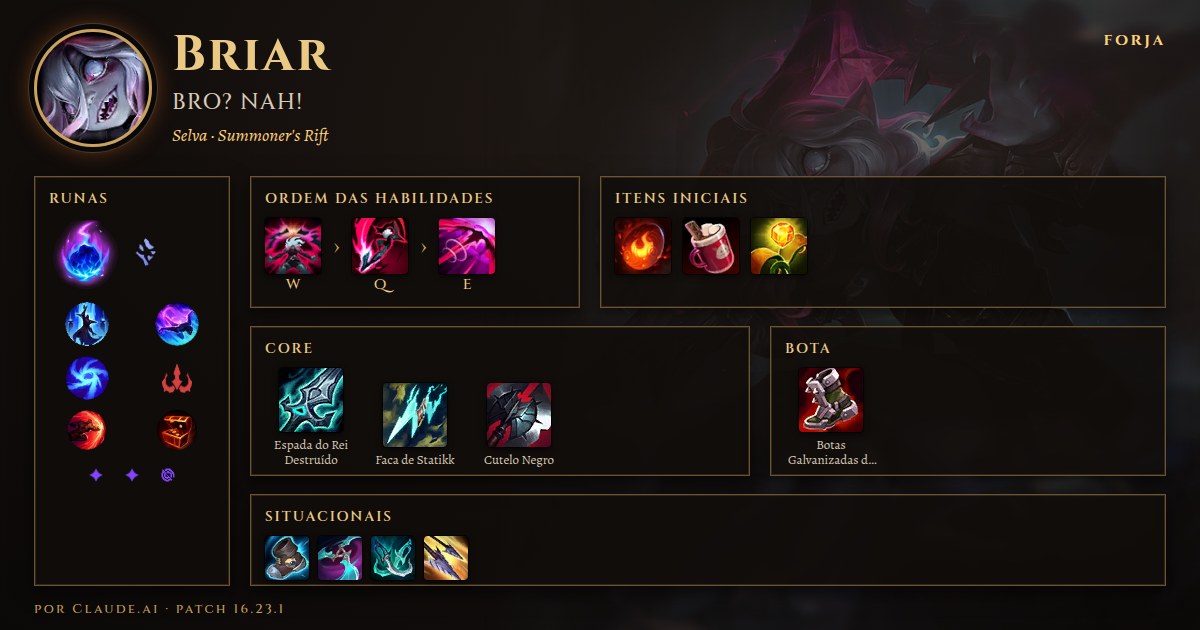 BRIAR
FORJA
BRO? NAH!
Selva · Summoner's Rift
RUNAS
ORDEM DAS HABILIDADES
W › Q › E
ITENS INICIAIS
CORE
Espada do Rei
Destruído
Faca de Statikk
Cutelo Negro
BOTA
Botas
Galvanizadas d...
SITUACIONAIS
POR CLAUDE.AI · PATCH 16.23.1